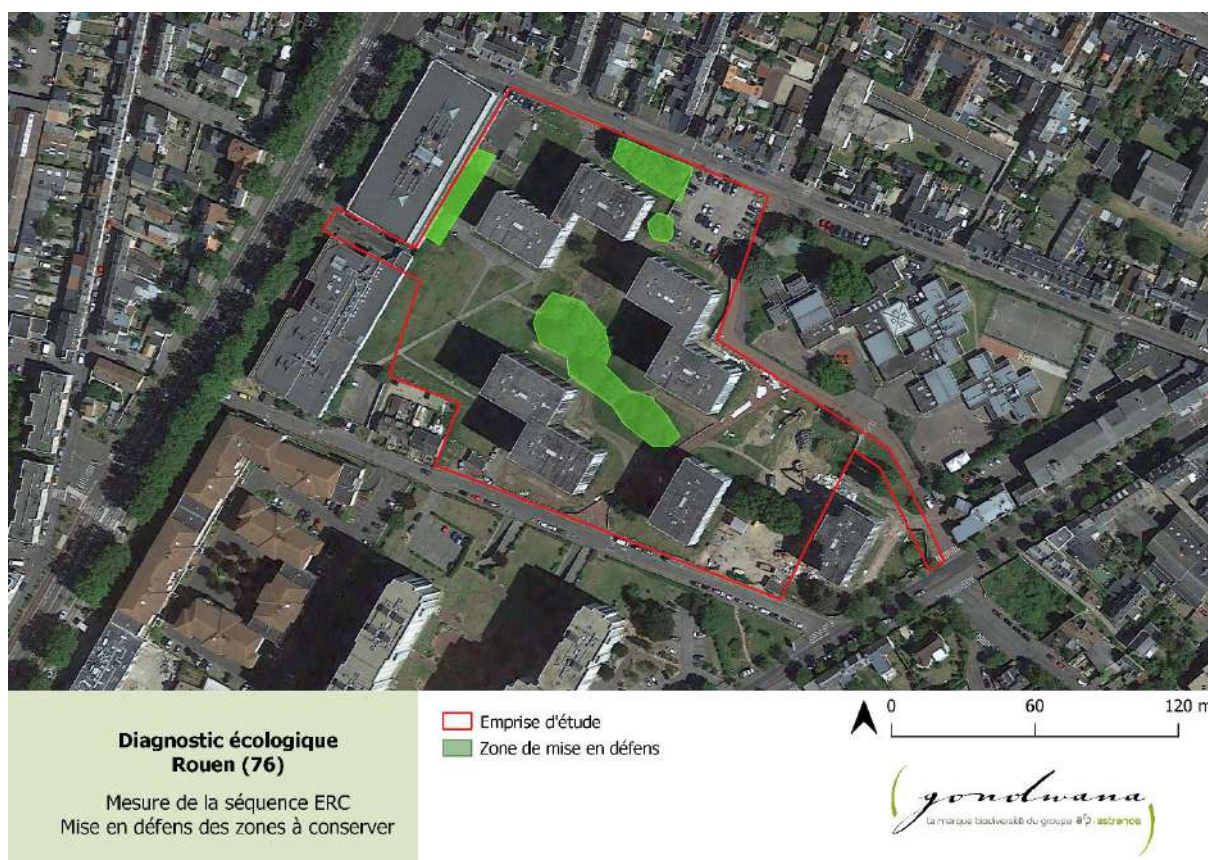 Diagnostic écologique
Rouen (76)
Mesure de la séquence ERC
Mise en défens des zones à conserver
Emprise d'étude
Zone de mise en défens
0 60 120 m
gondwana
la marque biodiversité du groupe a°b · astrance